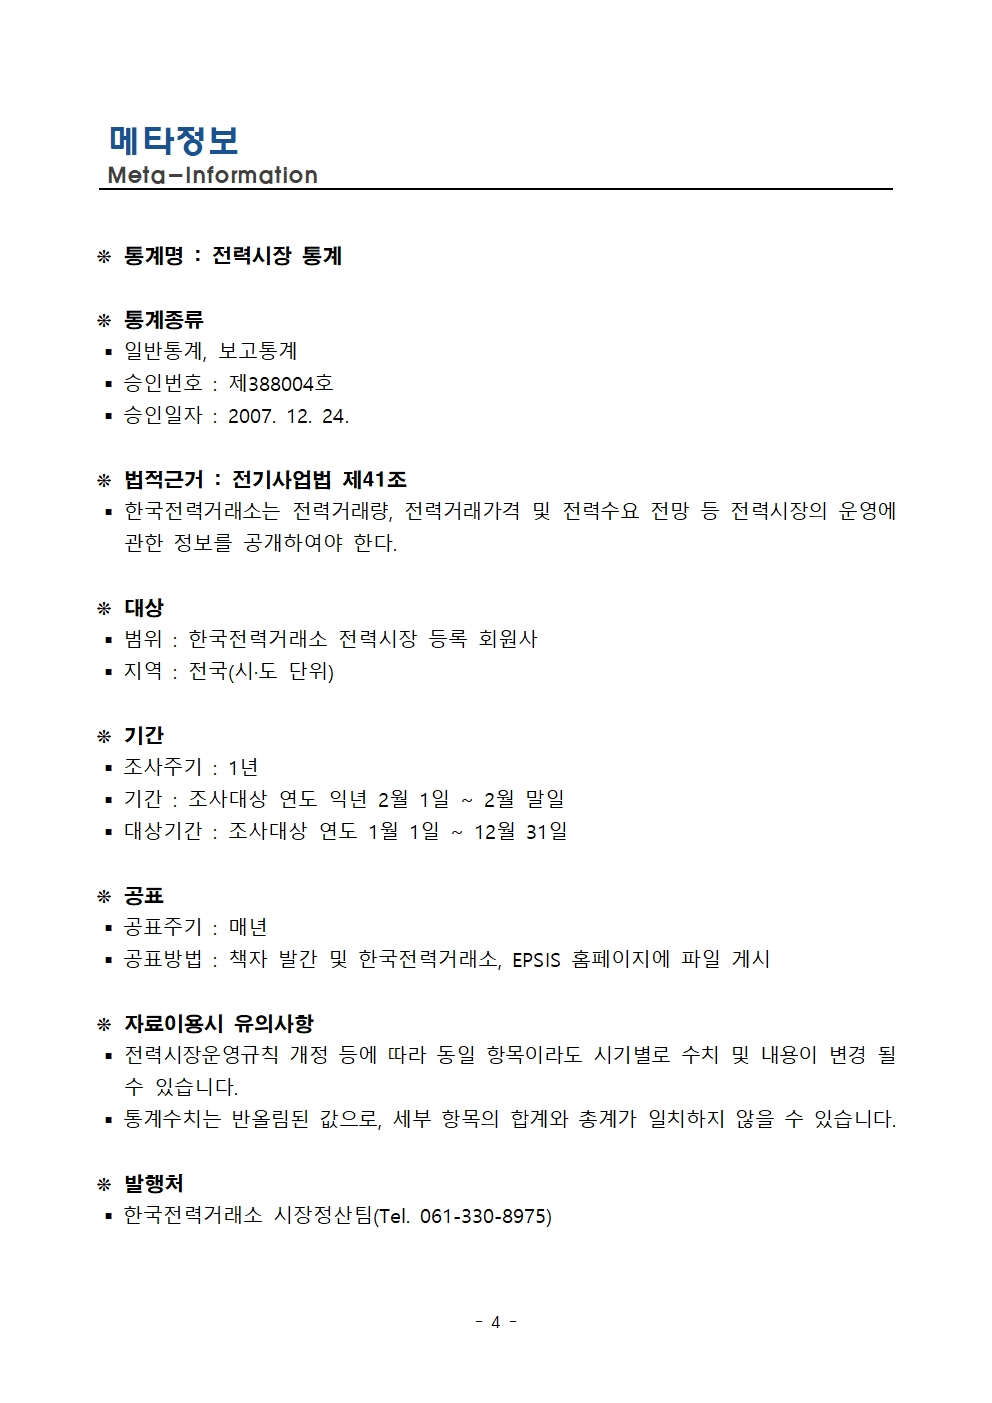 메타정보
Meta-Information
❊ 통계명 : 전력시장 통계
❊ 통계종류
▪ 일반통계, 보고통계
▪ 승인번호 : 제388004호
▪ 승인일자 : 2007. 12. 24.
❊ 법적근거 : 전기사업법 제41조
▪ 한국전력거래소는 전력거래량, 전력거래가격 및 전력수요 전망 등 전력시장의 운영에
관한 정보를 공개하여야 한다.
❊ 대상
▪ 범위 : 한국전력거래소 전력시장 등록 회원사
▪ 지역 : 전국(시·도 단위)
❊ 기간
▪ 조사주기 : 1년
▪ 기간 : 조사대상 연도 익년 2월 1일 ~ 2월 말일
▪ 대상기간 : 조사대상 연도 1월 1일 ~ 12월 31일
❊ 공표
▪ 공표주기 : 매년
▪ 공표방법 : 책자 발간 및 한국전력거래소, EPSIS 홈페이지에 파일 게시
❊ 자료이용시 유의사항
▪ 전력시장운영규칙 개정 등에 따라 동일 항목이라도 시기별로 수치 및 내용이 변경 될
수 있습니다.
▪ 통계수치는 반올림된 값으로, 세부 항목의 합계와 총계가 일치하지 않을 수 있습니다.
❊ 발행처
▪ 한국전력거래소 시장정산팀(Tel. 061-330-8975)
- 4 -